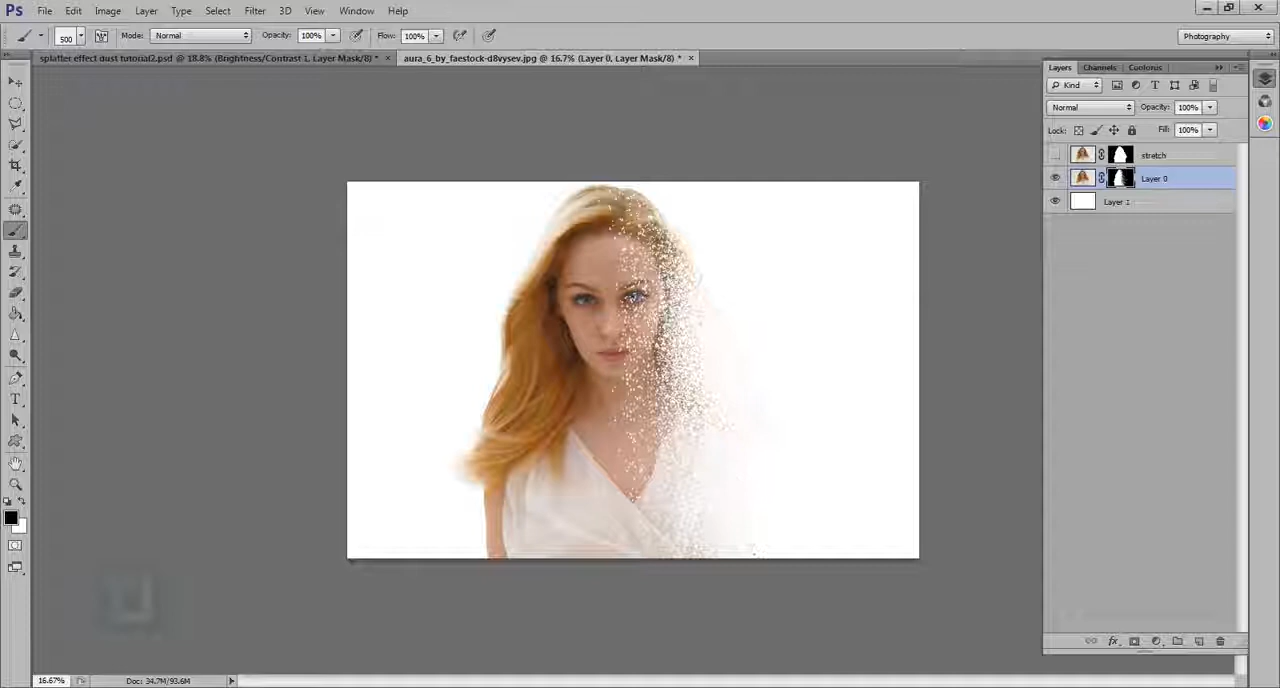 Ps File Edit Image Layer Type Select Filter 3D View Window Help
500 Mode: Normal Opacity: 100% Flow: 100% Photography
splatter effect dust tutorial2.psd @ 18.8% (Brightness/Contrast 1, Layer Mask/8) * × aura_6_by_faestock-d8vysev.jpg @ 16.7% (Layer 0, Layer Mask/8) * ×
Layers Channels Coolorus
Kind
Normal Opacity: 100%
Lock: Fill: 100%
stretch
Layer 0
Layer 1
fx
16.67% Doc: 34.7M/93.6M